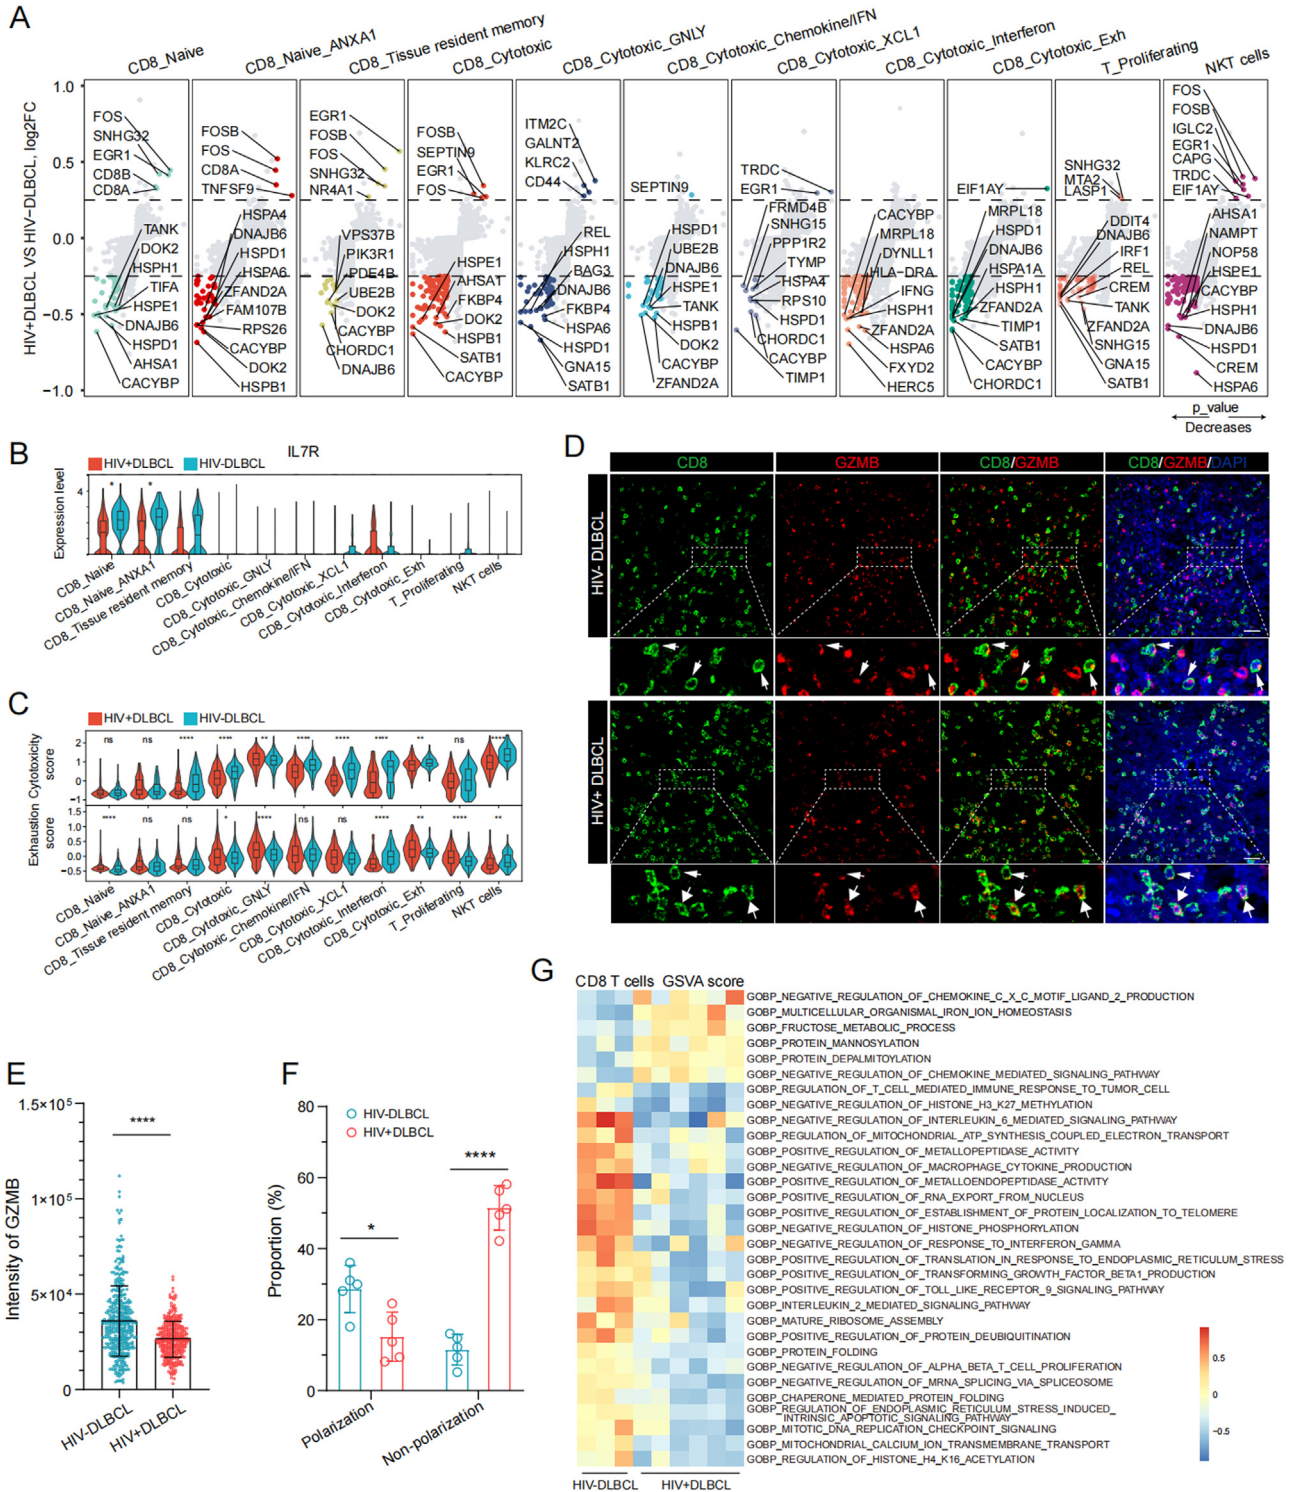 A
CD8_Naive
CD8_Naive_ANXA1
CD8_Tissue resident memory
CD8_Cytotoxic
CD8_Cytotoxic_GNLY
CD8_Cytotoxic_Chemokine/IFN
CD8_Cytotoxic_XCL1
CD8_Cytotoxic_Interferon
CD8_Cytotoxic_Exh
T_Proliferating
NKT cells
HIV+DLBCL VS HIV−DLBCL, log2FC
1.0
0.5
0.0
−0.5
−1.0
FOS
SNHG32
EGR1
CD8B
CD8A
TANK
DOK2
HSPH1
TIFA
HSPE1
DNAJB6
HSPD1
AHSA1
CACYBP
FOSB
FOS
CD8A
TNFSF9
HSPA4
DNAJB6
HSPD1
HSPA6
ZFAND2A
FAM107B
RPS26
CACYBP
DOK2
HSPB1
EGR1
FOSB
FOS
SNHG32
NR4A1
VPS37B
PIK3R1
PDE4B
UBE2B
DOK2
CACYBP
CHORDC1
DNAJB6
FOSB
SEPTIN9
EGR1
FOS
HSPE1
AHSAT
FKBP4
DOK2
HSPB1
SATB1
CACYBP
ITM2C
GALNT2
KLRC2
CD44
REL
HSPH1
BAG3
DNAJB6
FKBP4
HSPA6
HSPD1
GNA15
SATB1
SEPTIN9
HSPD1
UBE2B
DNAJB6
HSPE1
TANK
HSPB1
DOK2
CACYBP
ZFAND2A
TRDC
EGR1
FRMD4B
SNHG15
PPP1R2
TYMP
HSPA4
RPS10
HSPD1
CHORDC1
CACYBP
TIMP1
CACYBP
MRPL18
DYNLL1
HLA−DRA
IFNG
HSPH1
ZFAND2A
HSPA6
FXYD2
HERC5
EIF1AY
MRPL18
HSPD1
DNAJB6
HSPA1A
HSPH1
ZFAND2A
TIMP1
SATB1
CACYBP
CHORDC1
SNHG32
MTA2
LASP1
DDIT4
DNAJB6
IRF1
REL
CREM
TANK
ZFAND2A
SNHG15
GNA15
SATB1
FOS
FOSB
IGLC2
EGR1
CAPG
TRDC
EIF1AY
AHSA1
NAMPT
NOP58
HSPE1
CACYBP
HSPH1
DNAJB6
HSPD1
CREM
HSPA6
p_value
Decreases
B
IL7R
HIV+DLBCL HIV-DLBCL
Expression level
4
0
* *
CD8_Naive
CD8_Naive_ANXA1
CD8_Tissue resident memory
CD8_Cytotoxic
CD8_Cytotoxic_GNLY
CD8_Cytotoxic_Chemokine/IFN
CD8_Cytotoxic_XCL1
CD8_Cytotoxic_Interferon
CD8_Cytotoxic_Exh
T_Proliferating
NKT cells
C
HIV+DLBCL HIV-DLBCL
Cytotoxicity score
2
1
0
−1
ns ns **** **** ** **** **** **** ** ns ****
Exhaustion score
1.5
1.0
0.5
0.0
−0.5
**** ns ns * **** ns ns **** ** **** **
CD8_Naive
CD8_Naive_ANXA1
CD8_Tissue resident memory
CD8_Cytotoxic
CD8_Cytotoxic_GNLY
CD8_Cytotoxic_Chemokine/IFN
CD8_Cytotoxic_XCL1
CD8_Cytotoxic_Interferon
CD8_Cytotoxic_Exh
T_Proliferating
NKT cells
D
CD8
GZMB
CD8/GZMB
CD8/GZMB/DAPI
HIV- DLBCL
HIV+ DLBCL
E
Intensity of GZMB
1.5×10⁵
1×10⁵
5×10⁴
0
****
HIV-DLBCL
HIV+DLBCL
F
Proportion (%)
80
60
40
20
0
HIV-DLBCL
HIV+DLBCL
*
****
Polarization
Non-polarization
G
CD8 T cells GSVA score
GOBP_NEGATIVE_REGULATION_OF_CHEMOKINE_C_X_C_MOTIF_LIGAND_2_PRODUCTION
GOBP_MULTICELLULAR_ORGANISMAL_IRON_ION_HOMEOSTASIS
GOBP_FRUCTOSE_METABOLIC_PROCESS
GOBP_PROTEIN_MANNOSYLATION
GOBP_PROTEIN_DEPALMITOYLATION
GOBP_NEGATIVE_REGULATION_OF_CHEMOKINE_MEDIATED_SIGNALING_PATHWAY
GOBP_REGULATION_OF_T_CELL_MEDIATED_IMMUNE_RESPONSE_TO_TUMOR_CELL
GOBP_NEGATIVE_REGULATION_OF_HISTONE_H3_K27_METHYLATION
GOBP_NEGATIVE_REGULATION_OF_INTERLEUKIN_6_MEDIATED_SIGNALING_PATHWAY
GOBP_REGULATION_OF_MITOCHONDRIAL_ATP_SYNTHESIS_COUPLED_ELECTRON_TRANSPORT
GOBP_POSITIVE_REGULATION_OF_METALLOPEPTIDASE_ACTIVITY
GOBP_NEGATIVE_REGULATION_OF_MACROPHAGE_CYTOKINE_PRODUCTION
GOBP_POSITIVE_REGULATION_OF_METALLOENDOPEPTIDASE_ACTIVITY
GOBP_POSITIVE_REGULATION_OF_RNA_EXPORT_FROM_NUCLEUS
GOBP_POSITIVE_REGULATION_OF_ESTABLISHMENT_OF_PROTEIN_LOCALIZATION_TO_TELOMERE
GOBP_NEGATIVE_REGULATION_OF_HISTONE_PHOSPHORYLATION
GOBP_NEGATIVE_REGULATION_OF_RESPONSE_TO_INTERFERON_GAMMA
GOBP_POSITIVE_REGULATION_OF_TRANSLATION_IN_RESPONSE_TO_ENDOPLASMIC_RETICULUM_STRESS
GOBP_POSITIVE_REGULATION_OF_TRANSFORMING_GROWTH_FACTOR_BETA1_PRODUCTION
GOBP_POSITIVE_REGULATION_OF_TOLL_LIKE_RECEPTOR_9_SIGNALING_PATHWAY
GOBP_INTERLEUKIN_2_MEDIATED_SIGNALING_PATHWAY
GOBP_MATURE_RIBOSOME_ASSEMBLY
GOBP_POSITIVE_REGULATION_OF_PROTEIN_DEUBIQUITINATION
GOBP_PROTEIN_FOLDING
GOBP_NEGATIVE_REGULATION_OF_ALPHA_BETA_T_CELL_PROLIFERATION
GOBP_NEGATIVE_REGULATION_OF_MRNA_SPLICING_VIA_SPLICEOSOME
GOBP_CHAPERONE_MEDIATED_PROTEIN_FOLDING
GOBP_REGULATION_OF_ENDOPLASMIC_RETICULUM_STRESS_INDUCED_
INTRINSIC_APOPTOTIC_SIGNALING_PATHWAY
GOBP_MITOTIC_DNA_REPLICATION_CHECKPOINT_SIGNALING
GOBP_MITOCHONDRIAL_CALCIUM_ION_TRANSMEMBRANE_TRANSPORT
GOBP_REGULATION_OF_HISTONE_H4_K16_ACETYLATION
HIV-DLBCL
HIV+DLBCL
0.5
0
−0.5